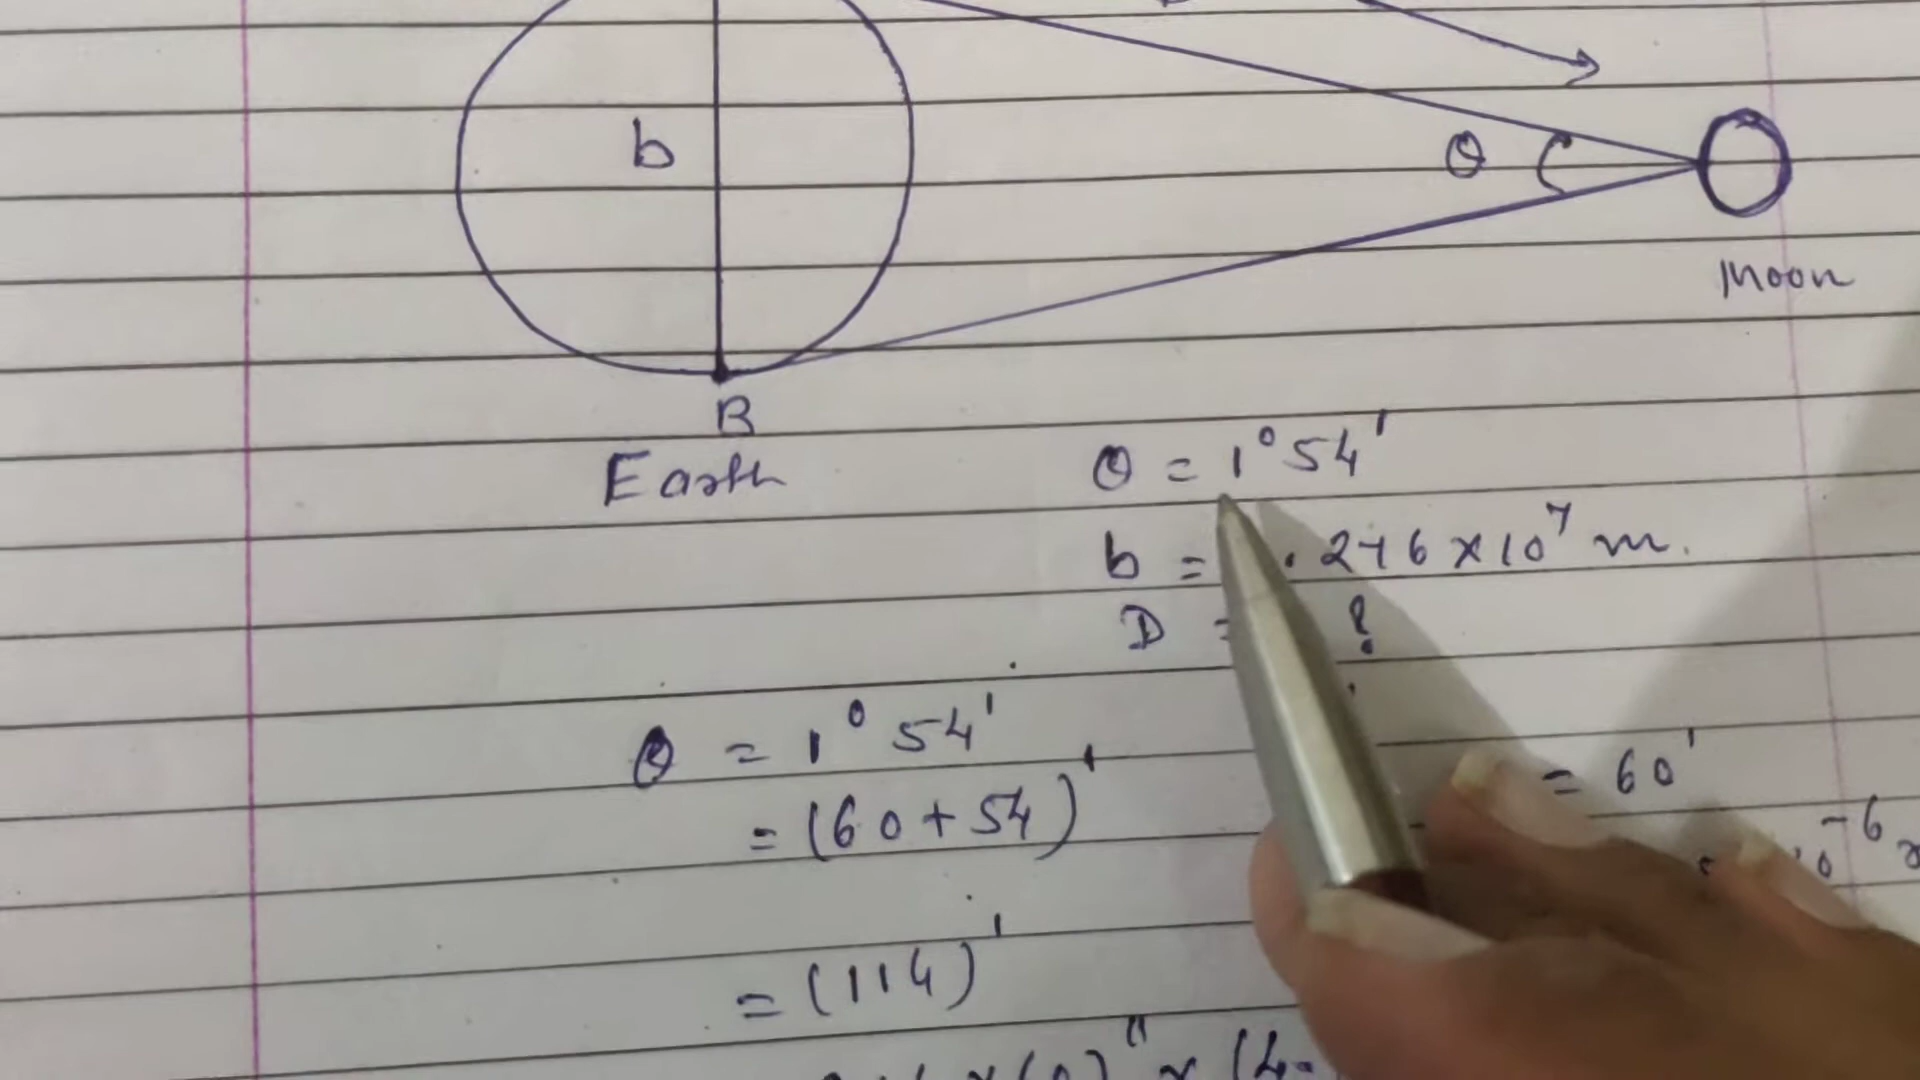 b
θ
Moon
B
Earth
θ = 1° 54'
b = .276 × 10⁷ m.
D = ?
θ = 1° 54'
= 60'
= (60 + 54)'
= (114)'